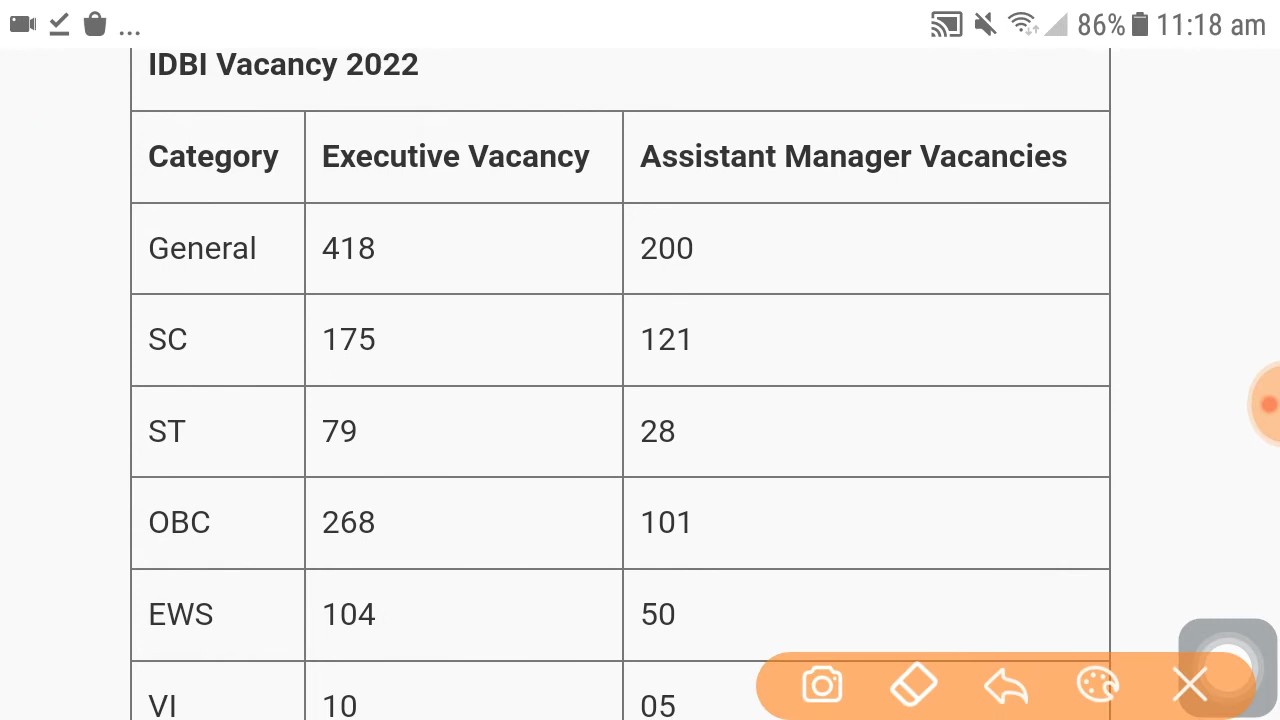 ... 86% 11:18 am
IDBI Vacancy 2022
Category Executive Vacancy Assistant Manager Vacancies
General 418 200
SC 175 121
ST 79 28
OBC 268 101
EWS 104 50
VI 10 05